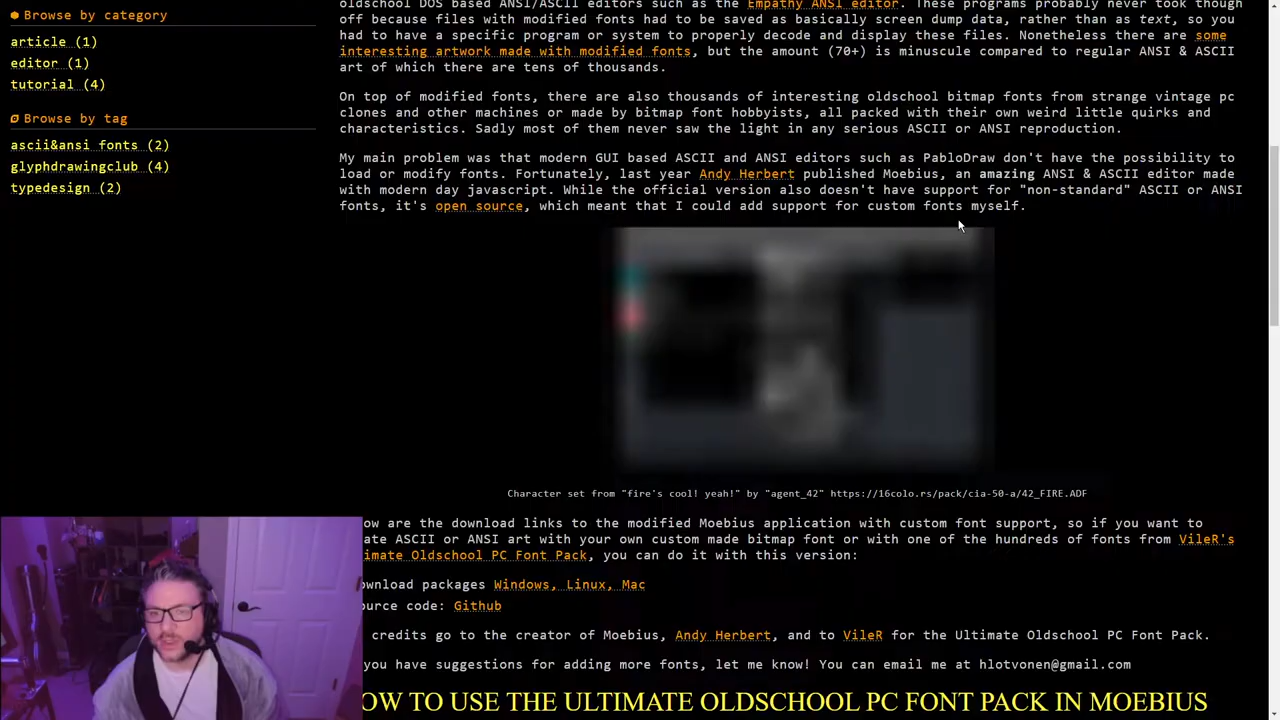 Browse by category
article (1)
editor (1)
tutorial (4)
Browse by tag
ascii&ansi fonts (2)
glyphdrawingclub (4)
typedesign (2)
oldschool DOS based ANSI/ASCII editors such as the Empathy ANSI editor. These programs probably never took though
off because files with modified fonts had to be saved as basically screen dump data, rather than as text, so you
had to have a specific program or system to properly decode and display these files. Nonetheless there are some
interesting artwork made with modified fonts, but the amount (70+) is minuscule compared to regular ANSI & ASCII
art of which there are tens of thousands.
On top of modified fonts, there are also thousands of interesting oldschool bitmap fonts from strange vintage pc
clones and other machines or made by bitmap font hobbyists, all packed with their own weird little quirks and
characteristics. Sadly most of them never saw the light in any serious ASCII or ANSI reproduction.
My main problem was that modern GUI based ASCII and ANSI editors such as PabloDraw don't have the possibility to
load or modify fonts. Fortunately, last year Andy Herbert published Moebius, an amazing ANSI & ASCII editor made
with modern day javascript. While the official version also doesn't have support for "non-standard" ASCII or ANSI
fonts, it's open source, which meant that I could add support for custom fonts myself.
Character set from "fire's cool! yeah!" by "agent_42" https://16colo.rs/pack/cia-50-a/42_FIRE.ADF
ow are the download links to the modified Moebius application with custom font support, so if you want to
ate ASCII or ANSI art with your own custom made bitmap font or with one of the hundreds of fonts from VileR's
imate Oldschool PC Font Pack, you can do it with this version:
wnload packages Windows, Linux, Mac
urce code: Github
credits go to the creator of Moebius, Andy Herbert, and to VileR for the Ultimate Oldschool PC Font Pack.
you have suggestions for adding more fonts, let me know! You can email me at hlotvonen@gmail.com
OW TO USE THE ULTIMATE OLDSCHOOL PC FONT PACK IN MOEBIUS